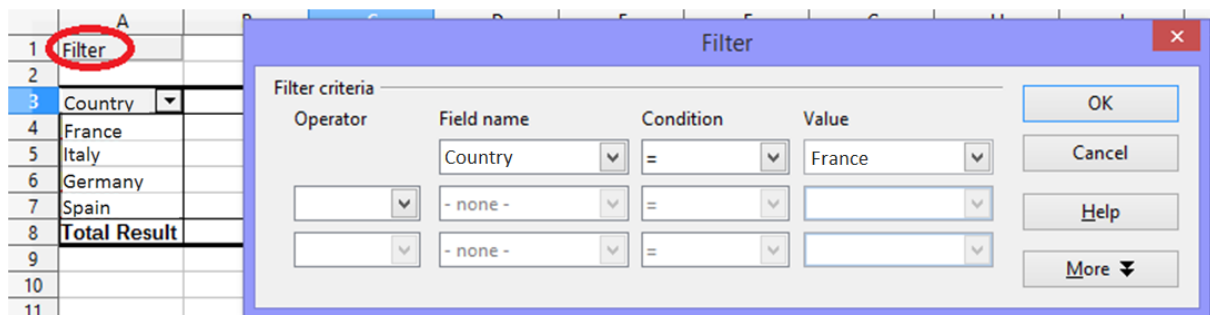 A
1 Filter
2
3 Country
4 France
5 Italy
6 Germany
7 Spain
8 Total Result
9
10
11
Filter
Filter criteria
Operator Field name Condition Value
Country = France
- none - =
- none - =
OK
Cancel
Help
More